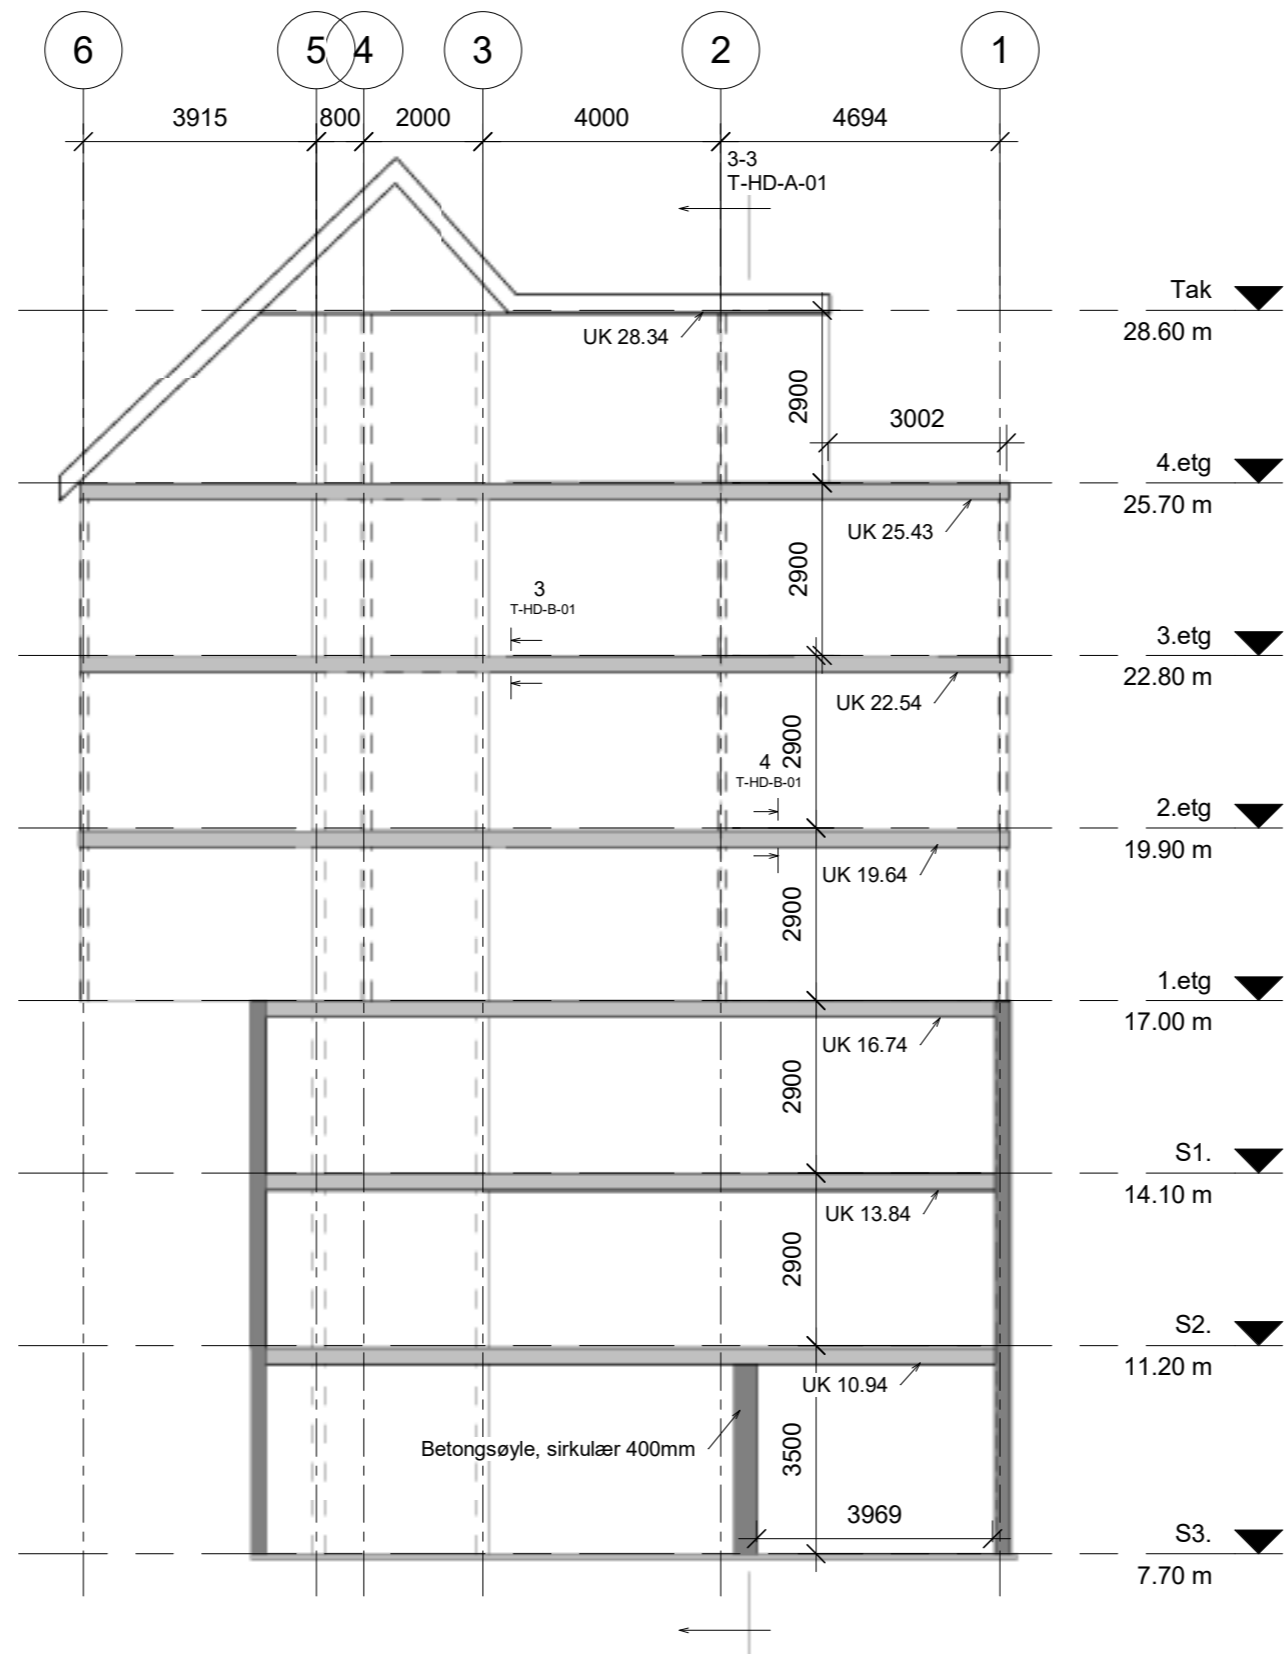 6
5
4
3
2
1
3915
800
2000
4000
4694
3-3
T-HD-A-01
Tak
28.60 m
UK 28.34
2900
3002
4.etg
25.70 m
UK 25.43
2900
3
T-HD-B-01
3.etg
22.80 m
UK 22.54
2900
4
T-HD-B-01
2.etg
19.90 m
UK 19.64
2900
1.etg
17.00 m
UK 16.74
2900
S1.
14.10 m
UK 13.84
2900
S2.
11.20 m
UK 10.94
Betongsøyle, sirkulær 400mm
3500
3969
S3.
7.70 m